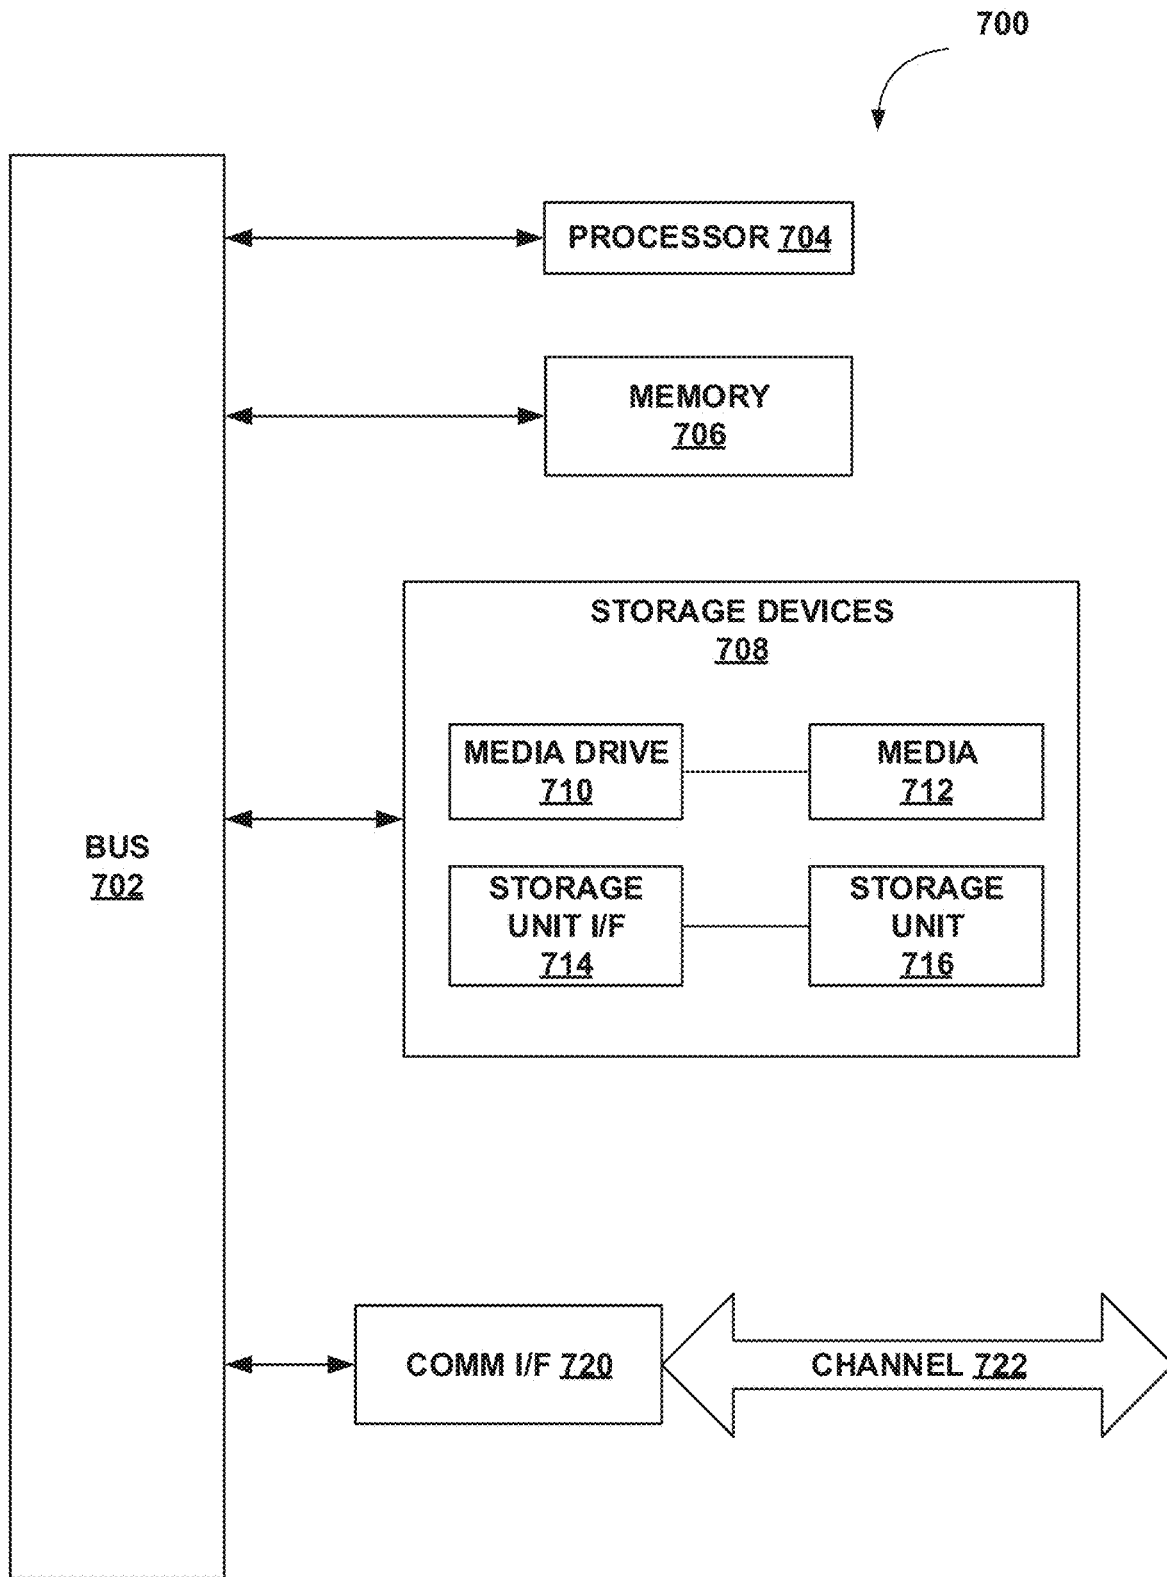 700
PROCESSOR 704
MEMORY
706
STORAGE DEVICES
708
MEDIA DRIVE
710
MEDIA
712
BUS
702
STORAGE
UNIT I/F
714
STORAGE
UNIT
716
COMM I/F 720
CHANNEL 722